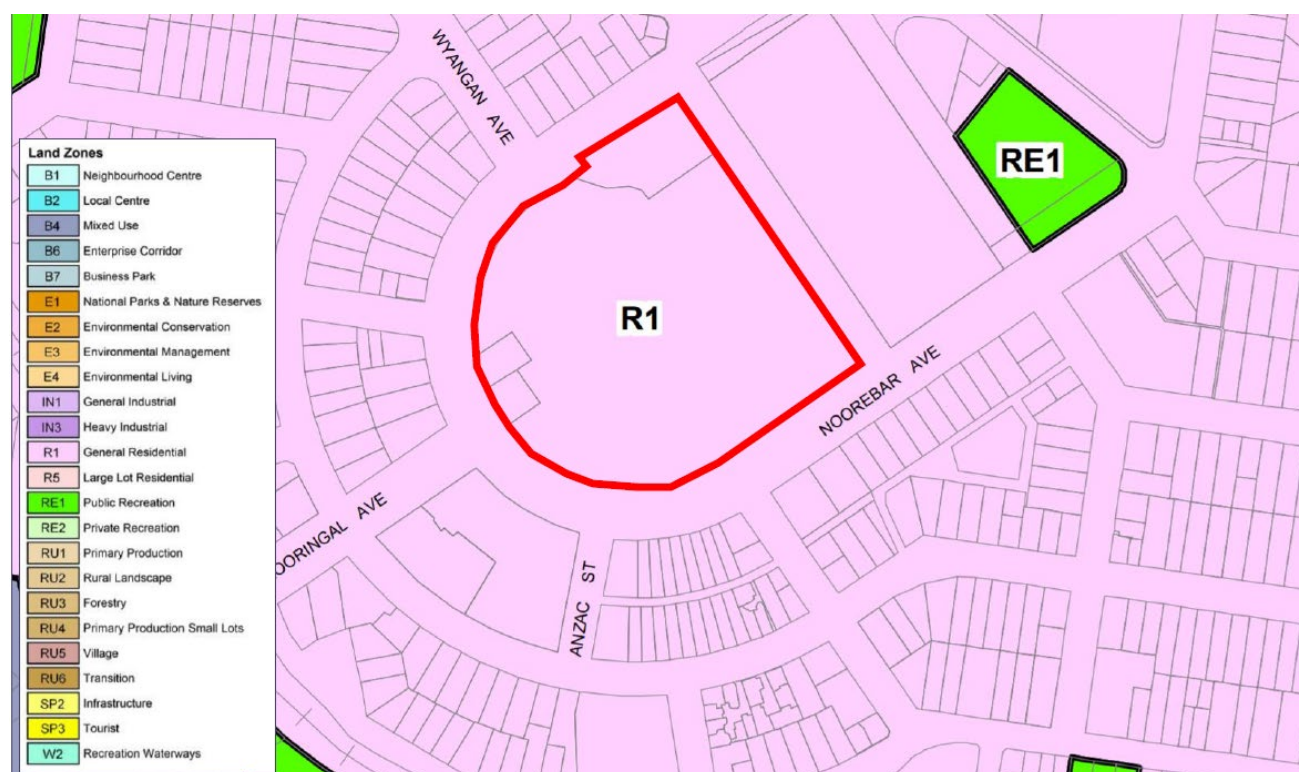 WYANGAN AVE
RE1
Land Zones
B1 Neighbourhood Centre
B2 Local Centre
B4 Mixed Use
B6 Enterprise Corridor
B7 Business Park
E1 National Parks & Nature Reserves
E2 Environmental Conservation
E3 Environmental Management
E4 Environmental Living
IN1 General Industrial
IN3 Heavy Industrial
R1 General Residential
R5 Large Lot Residential
RE1 Public Recreation
RE2 Private Recreation
RU1 Primary Production
RU2 Rural Landscape
RU3 Forestry
RU4 Primary Production Small Lots
RU5 Village
RU6 Transition
SP2 Infrastructure
SP3 Tourist
W2 Recreation Waterways
R1
NOOREBAR AVE
OORINGAL AVE
ANZAC ST